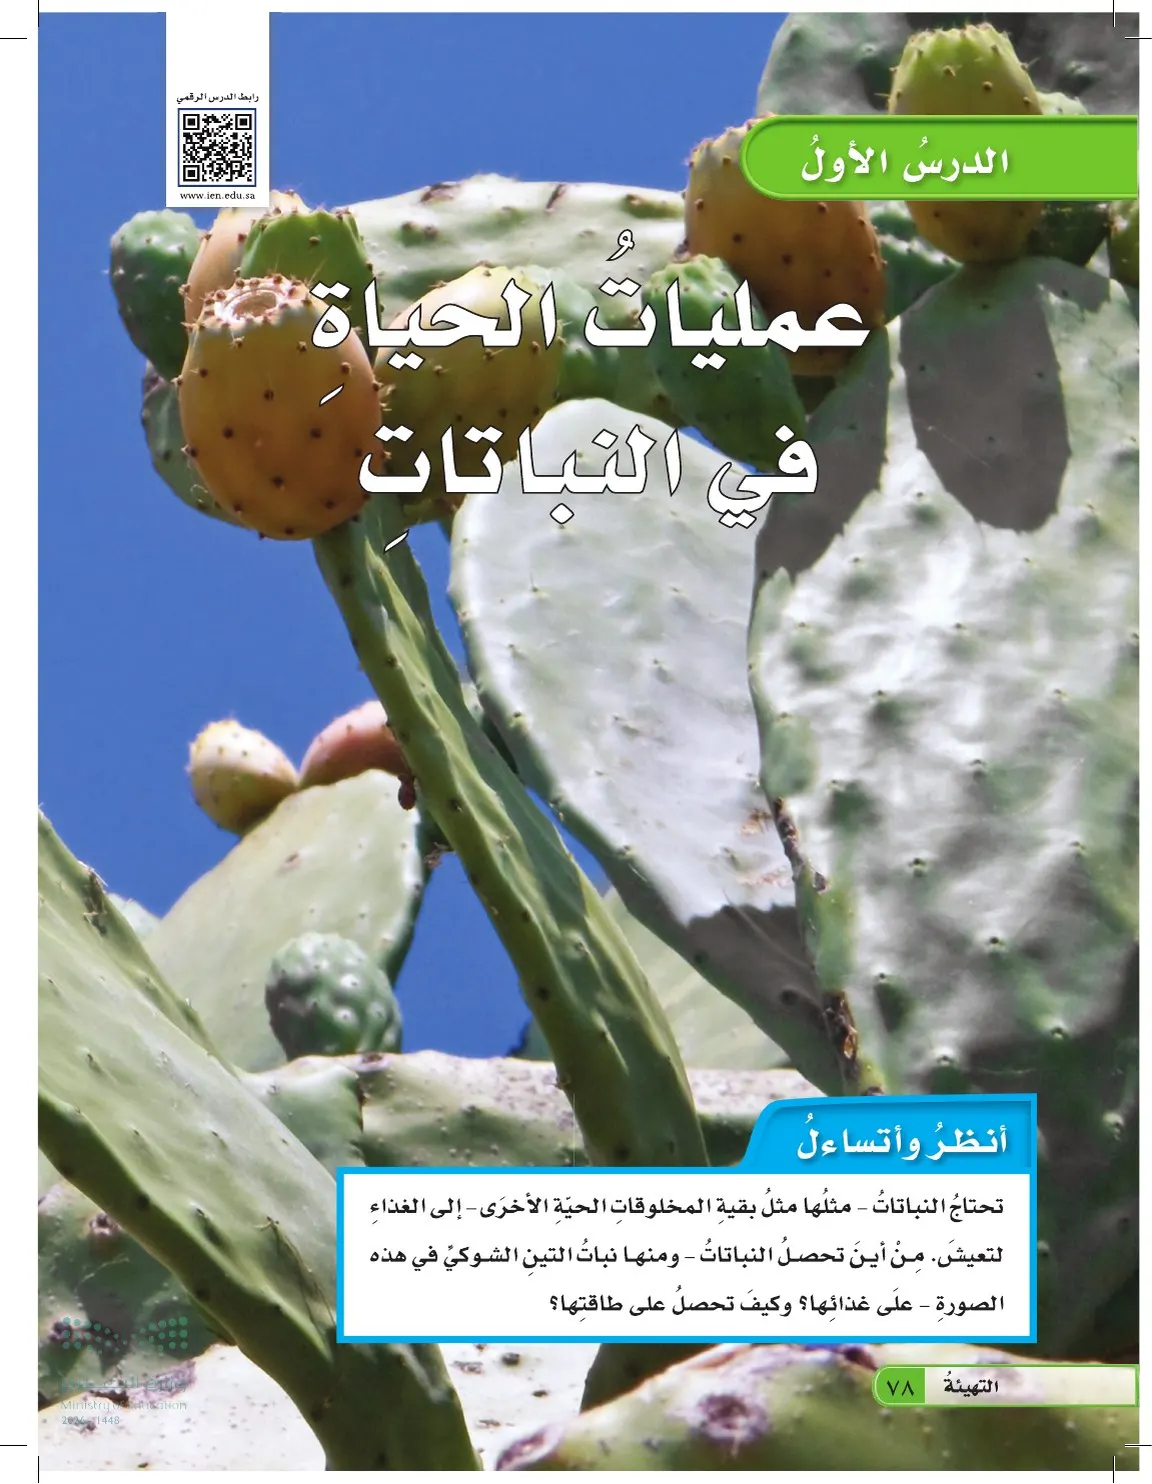 رابط الدرس الرقمي
www.ien.edu.sa
الدرسُ الأولُ
عملياتُ الحياةِ
في النباتاتِ
أنظرُ وأتساءلُ
تحتاجُ النباتاتُ – مثلُها مثلُ بقيةِ المخلوقاتِ الحيّةِ الأخرَى – إلى الغذاءِ
لتعيشَ. مِنْ أينَ تحصلُ النباتاتُ – ومنها نباتُ التينِ الشوكيِّ في هذه
الصورةِ – علَى غذائِها؟ وكيفَ تحصلُ على طاقتِها؟
التهيئةُ ٧٨
Ministry of Education
2026 - 1448